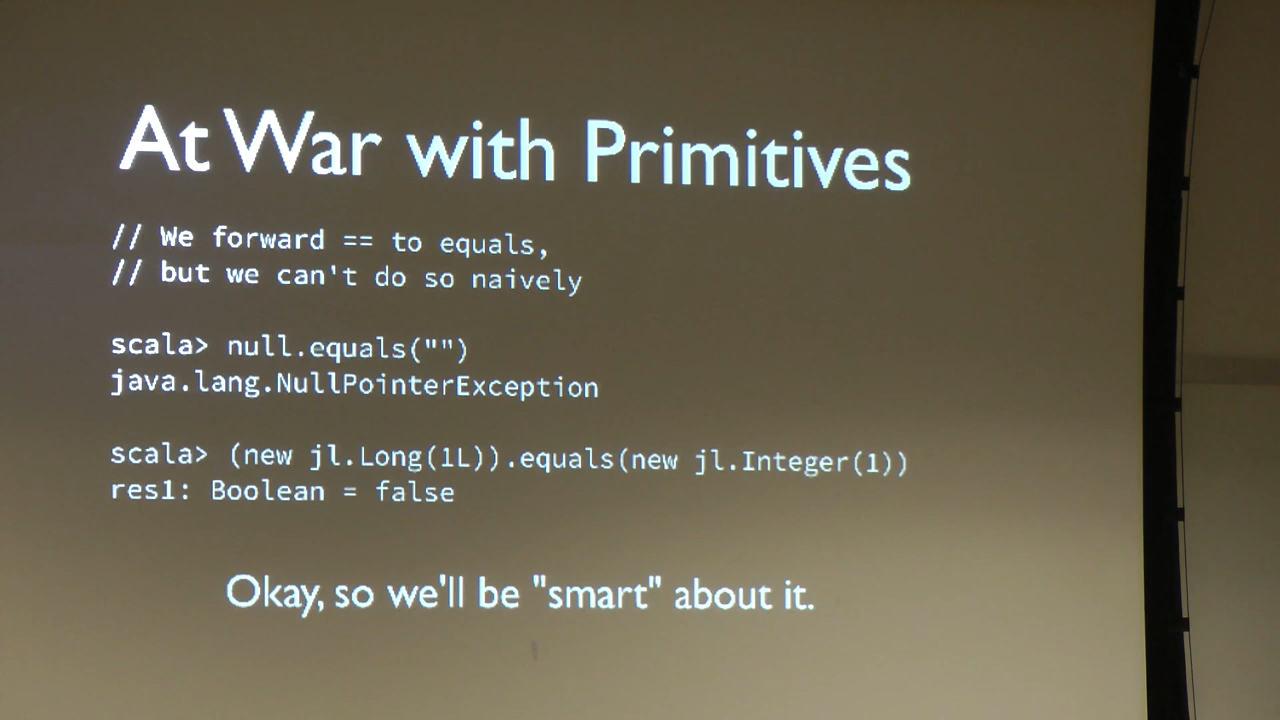 At War with Primitives
// We forward == to equals,
// but we can't do so naively
scala> null.equals("")
java.lang.NullPointerException
scala> (new jl.Long(1L)).equals(new jl.Integer(1))
res1: Boolean = false
Okay, so we'll be "smart" about it.